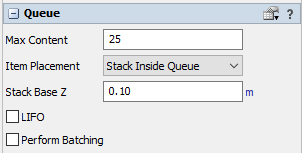 Queue ?
Max Content 25
Item Placement Stack Inside Queue
Stack Base Z 0.10 m
LIFO
Perform Batching